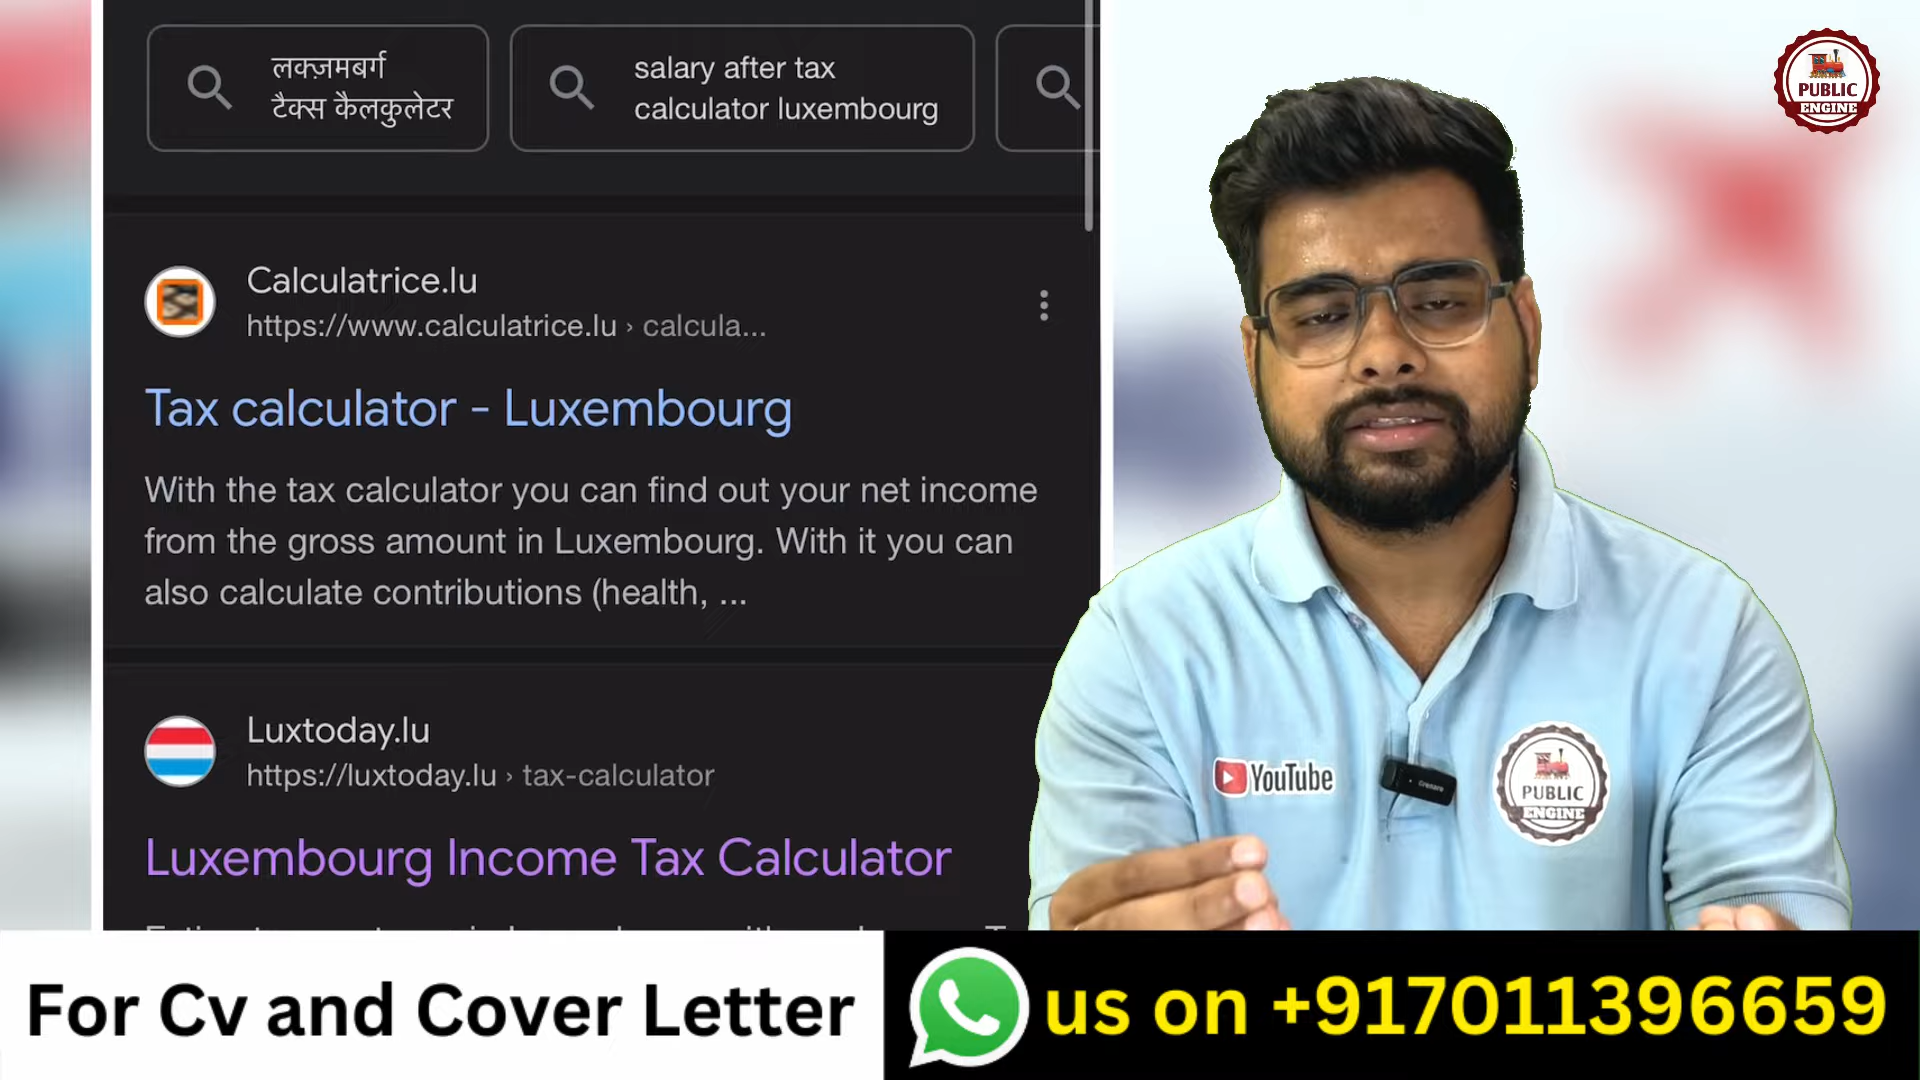 लक्ज़मबर्ग
टैक्स कैलकुलेटर
salary after tax
calculator luxembourg
Calculatrice.lu
https://www.calculatrice.lu › calcula...
Tax calculator - Luxembourg
With the tax calculator you can find out your net income
from the gross amount in Luxembourg. With it you can
also calculate contributions (health, ...
Luxtoday.lu
https://luxtoday.lu › tax-calculator
Luxembourg Income Tax Calculator
PUBLIC
ENGINE
YouTube
PUBLIC
ENGINE
For Cv and Cover Letter
us on +917011396659